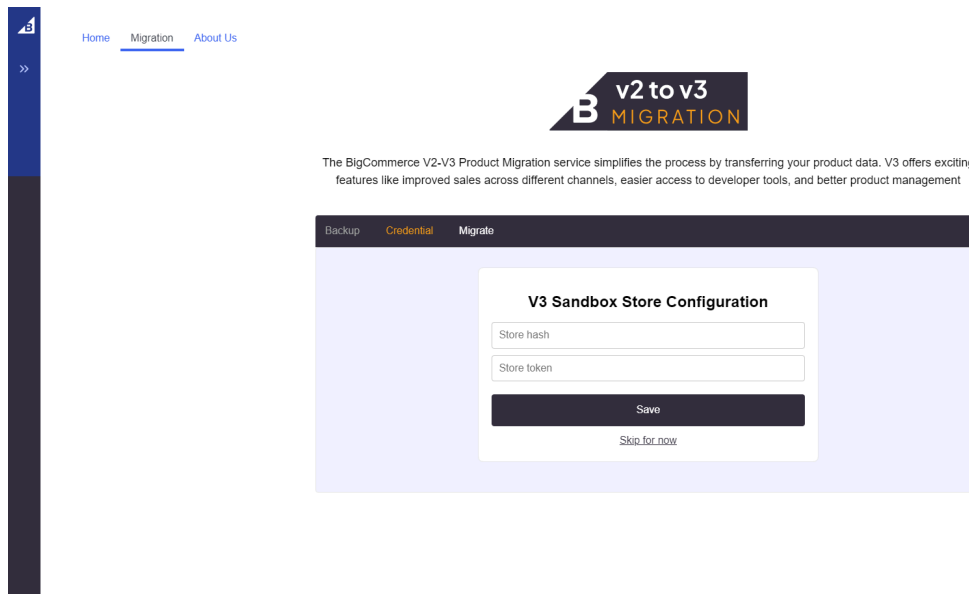 B
Home Migration About Us
v2 to v3
B MIGRATION
The BigCommerce V2-V3 Product Migration service simplifies the process by transferring your product data. V3 offers exciting
features like improved sales across different channels, easier access to developer tools, and better product management
Backup Credential Migrate
V3 Sandbox Store Configuration
Store hash
Store token
Save
Skip for now